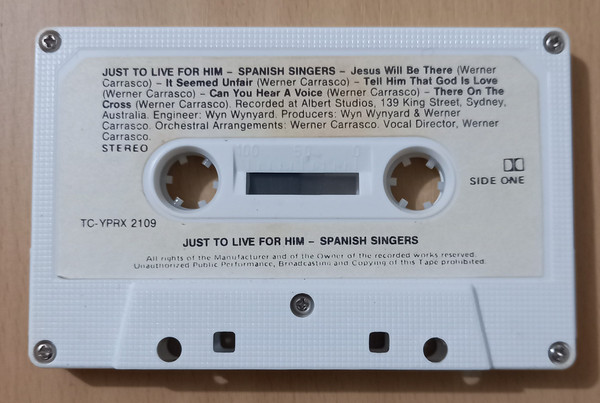 JUST TO LIVE FOR HIM – SPANISH SINGERS – Jesus Will Be There (Werner
Carrasco) – It Seemed Unfair (Werner Carrasco) – Tell Him That God Is Love
(Werner Carrasco) – Can You Hear A Voice (Werner Carrasco) – There On The
Cross (Werner Carrasco). Recorded at Albert Studios, 139 King Street, Sydney,
Australia. Engineer: Wyn Wynyard. Producers: Wyn Wynyard & Werner
Carrasco. Orchestral Arrangements: Werner Carrasco. Vocal Director, Werner
Carrasco.
STEREO
SIDE ONE
TC-YPRX 2109
JUST TO LIVE FOR HIM – SPANISH SINGERS
All rights of the Manufacturer and of the Owner of the recorded works reserved.
Unauthorized Public Performance, Broadcasting and Copying of this Tape prohibited.